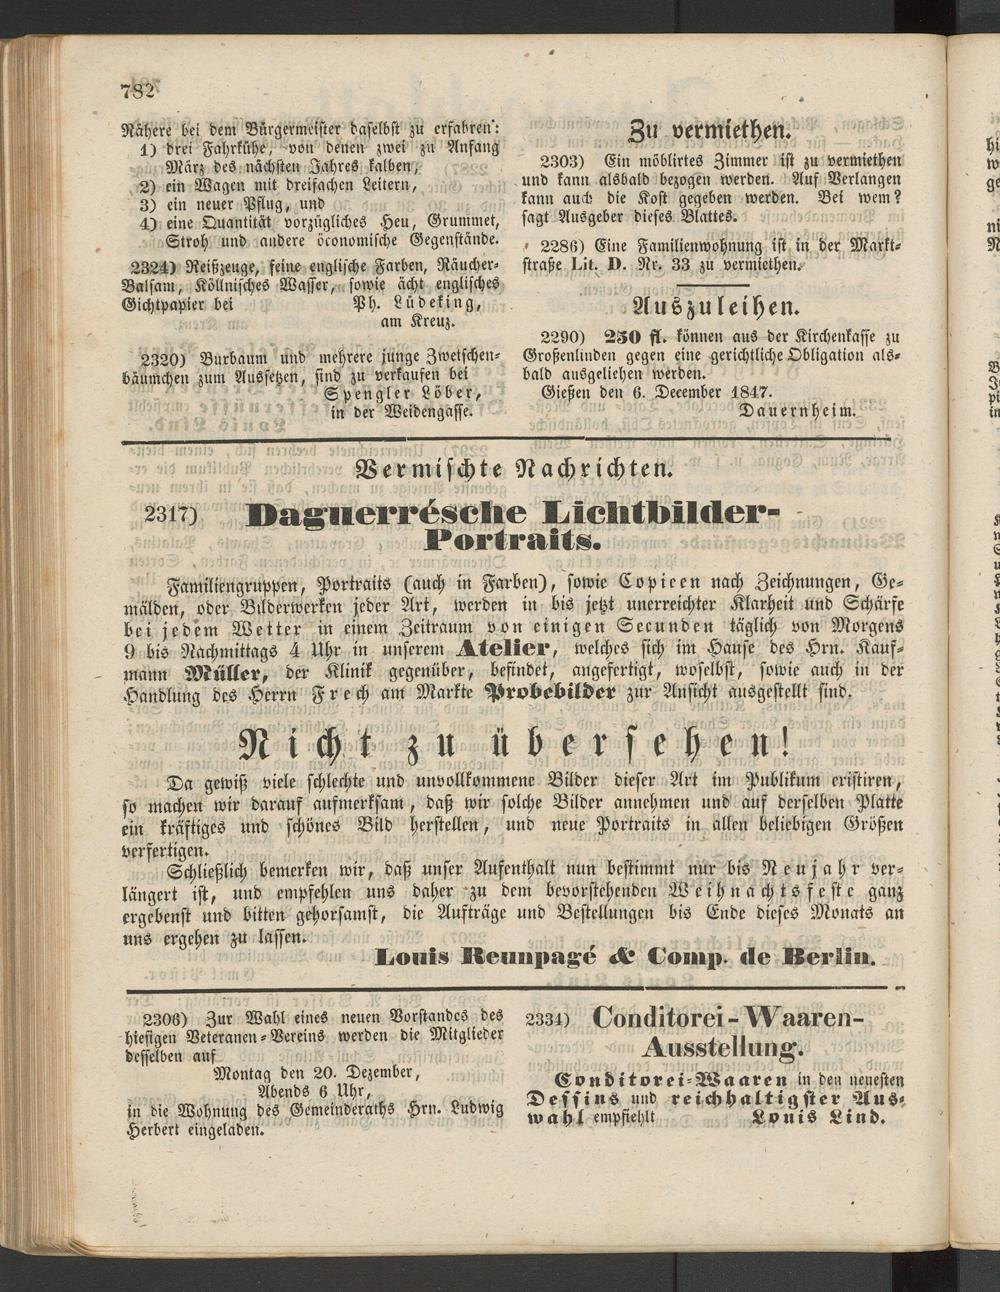 782
Nähere bei dem Bürgermeister daselbst zu erfahren:
1) drei Fahrkühe, von denen zwei zu Anfang
März des nächsten Jahres kalben,
2) ein Wagen mit dreifachen Leitern,
3) ein neuer Pflug, und
4) eine Quantität vorzügliches Heu, Grummet,
Stroh und andere öconomische Gegenstände.
2324) Reißzeuge, feine englische Farben, Räucher-
Balsam, Köllnisches Wasser, sowie ächt englisches
Gichtpapier bei Ph. Lüdeking,
am Kreuz.
2320) Burbaum und mehrere junge Zwetschen-
bäumchen zum Aussetzen, sind zu verkaufen bei
Spengler Löber,
in der Weidengasse.
Zu vermiethen.
2303) Ein möblirtes Zimmer ist zu vermiethen
und kann alsbald bezogen werden. Auf Verlangen
kann auch die Kost gegeben werden. Bei wem?
sagt Ausgeber dieses Blattes.
2286) Eine Familienwohnung ist in der Markt-
straße Lit. D. Nr. 33 zu vermiethen.
Auszuleihen.
2290) 250 fl. können aus der Kirchenkasse zu
Großenlinden gegen eine gerichtliche Obligation als-
bald ausgeliehen werden.
Gießen den 6. December 1847.
Dauernheim.
Vermischte Nachrichten.
2317) Daguerrésche Lichtbilder-
Portraits.
Familiengruppen, Portraits (auch in Farben), sowie Copieen nach Zeichnungen, Ge-
mälden, oder Bilderwerken jeder Art, werden in bis jetzt unerreichter Klarheit und Schärfe
bei jedem Wetter in einem Zeitraum von einigen Secunden täglich von Morgens
9 bis Nachmittags 4 Uhr in unserem Atelier, welches sich im Hause des Hrn. Kauf-
mann Müller, der Klinik gegenüber, befindet, angefertigt, woselbst, sowie auch in der
Handlung des Herrn Frech am Markte Probebilder zur Ansicht ausgestellt sind.
Nicht zu übersehen!
Da gewiß viele schlechte und unvollkommene Bilder dieser Art im Publikum existiren,
so machen wir darauf aufmerksam, daß wir solche Bilder annehmen und auf derselben Platte
ein kräftiges und schönes Bild herstellen, und neue Portraits in allen beliebigen Größen
verfertigen.
Schließlich bemerken wir, daß unser Aufenthalt nun bestimmt nur bis Neujahr ver-
längert ist, und empfehlen uns daher zu dem bevorstehenden Weihnachtsfeste ganz
ergebenst und bitten gehorsamst, die Aufträge und Bestellungen bis Ende dieses Monats an
uns ergehen zu lassen.
Louis Reunpagé & Comp. de Berlin.
2306) Zur Wahl eines neuen Vorstandes des
hiesigen Veteranen-Vereins werden die Mitglieder
desselben auf
Montag den 20. Dezember,
Abends 6 Uhr,
in die Wohnung des Gemeinderaths Hrn. Ludwig
Herbert eingeladen.
2334) Conditorei-Waaren-
Ausstellung.
Conditorei-Waaren in den neuesten
Dessins und reichhaltigster Aus-
wahl empfiehlt Louis Lind.